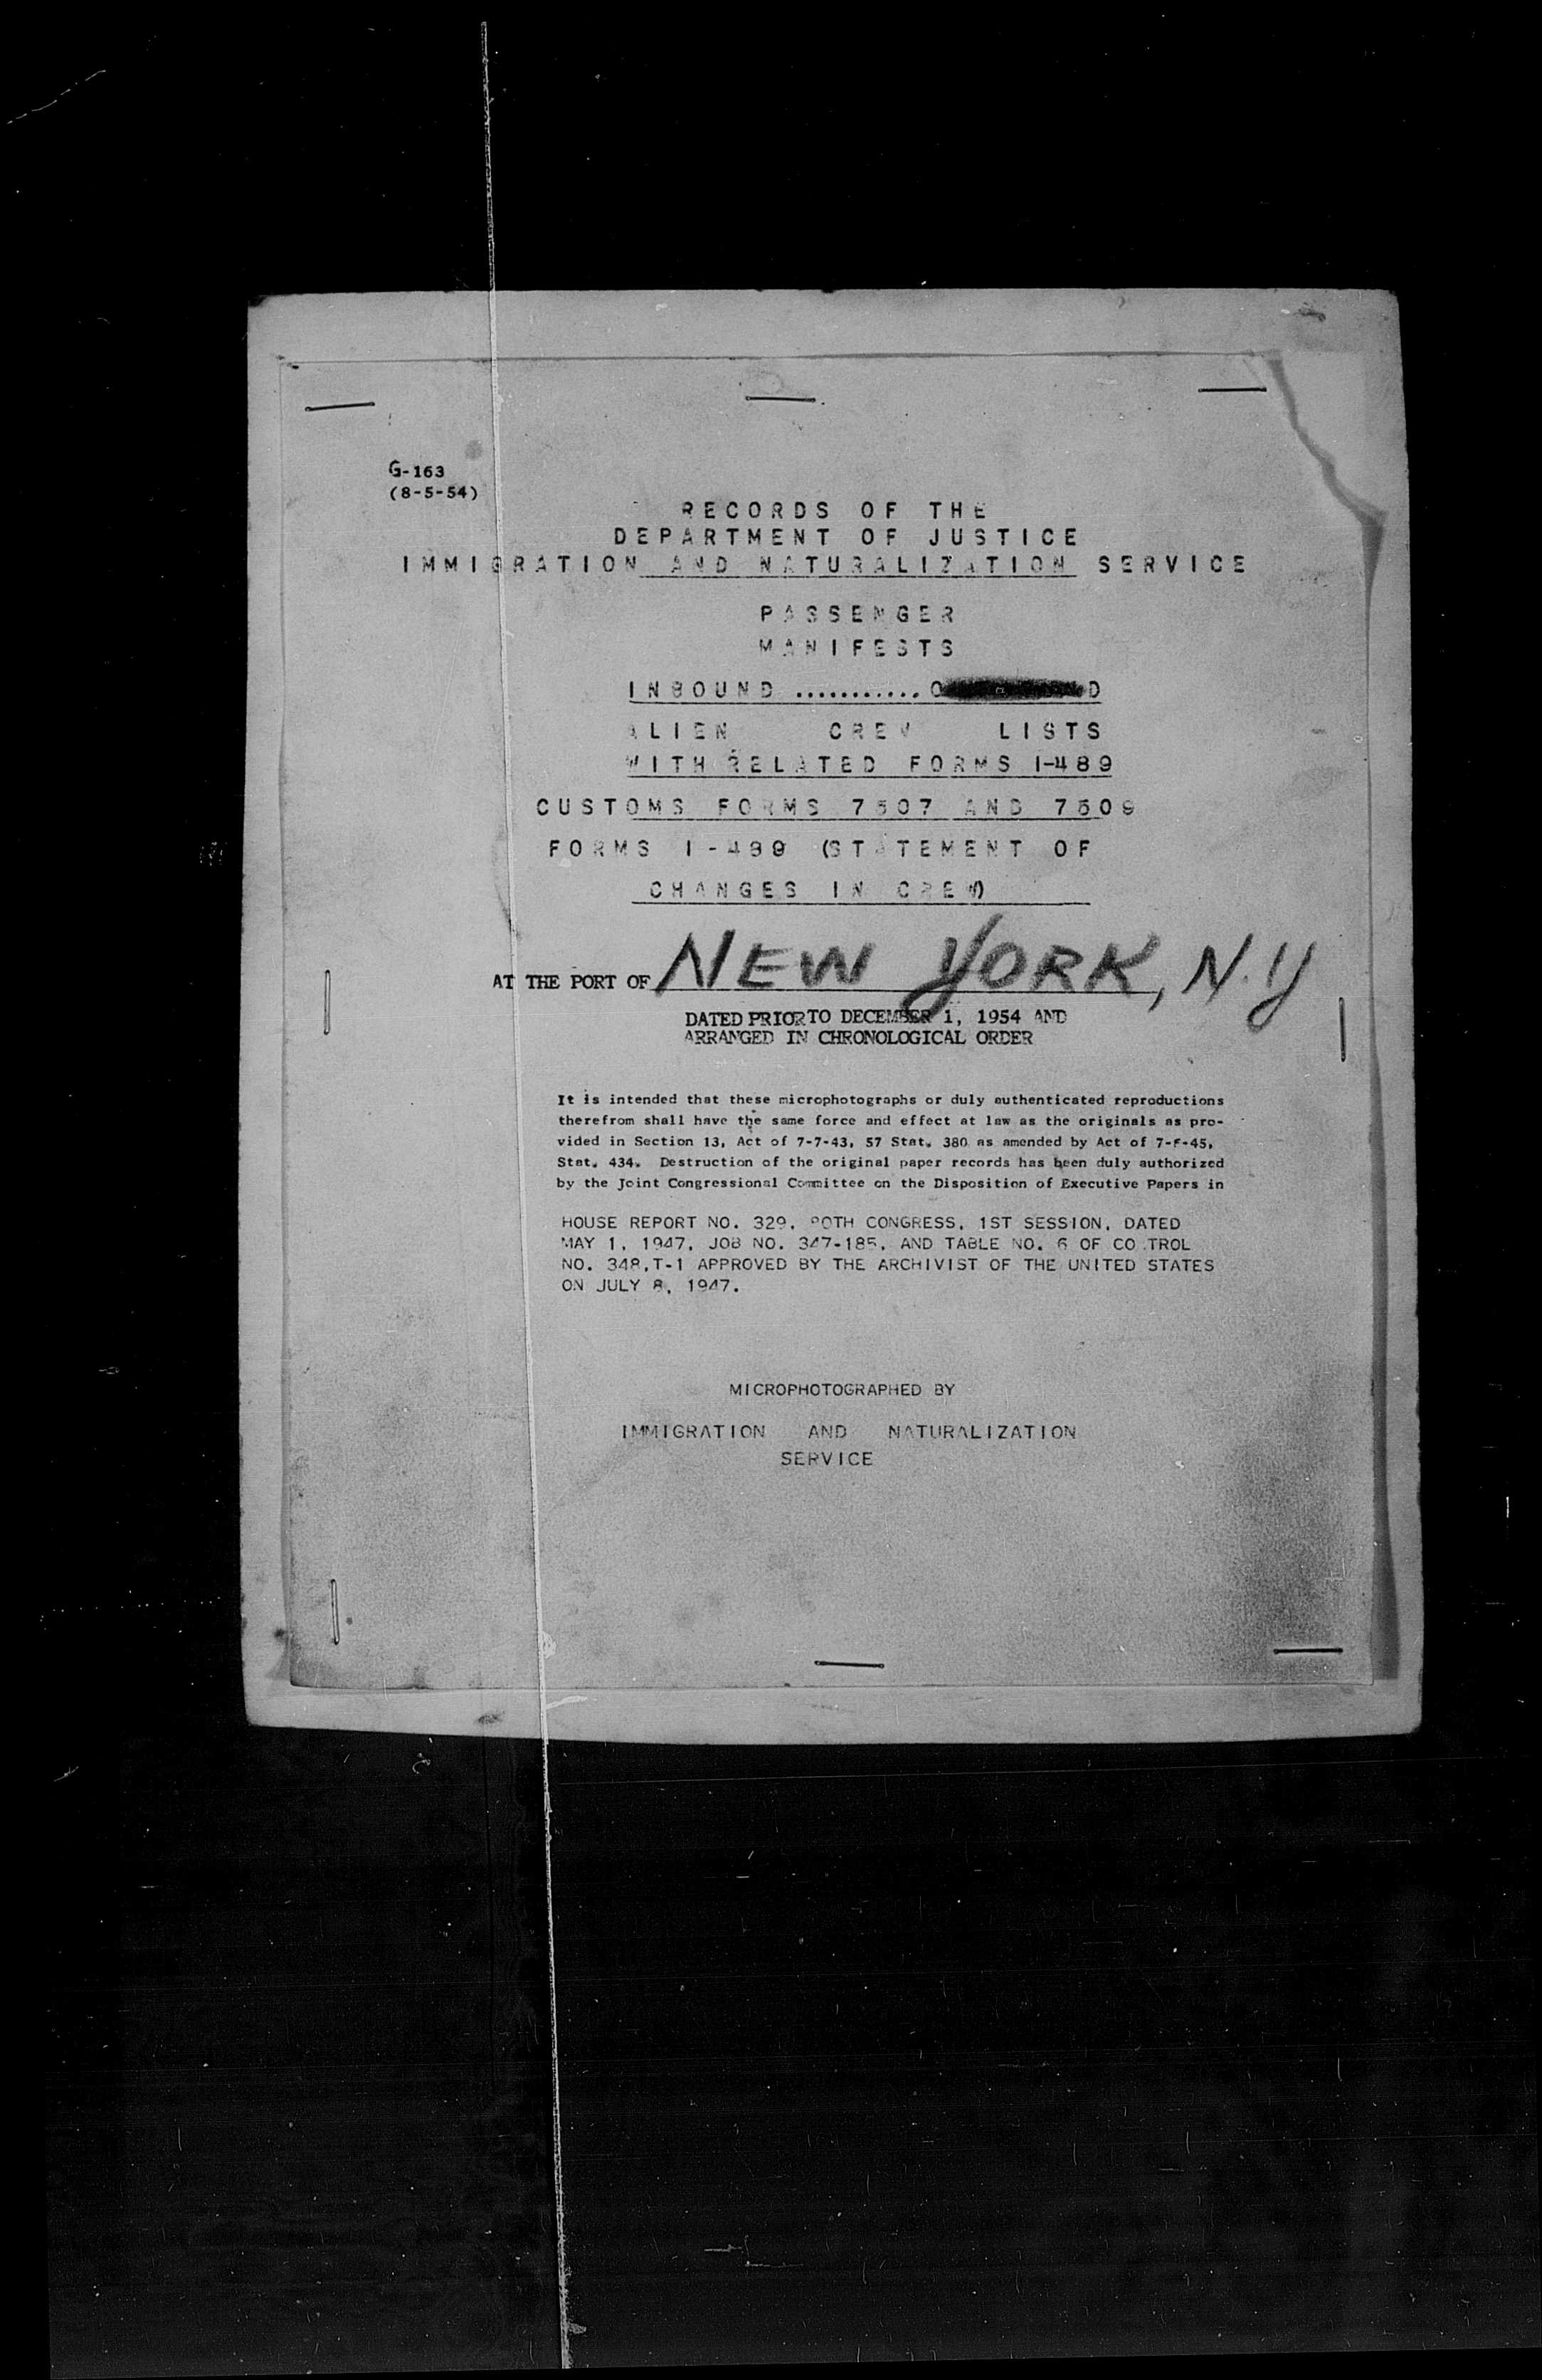 G-163
(8-5-54)
RECORDS OF THE
DEPARTMENT OF JUSTICE
IMMIGRATION AND NATURALIZATION SERVICE
PASSENGER
MANIFESTS
INBOUND ...........O D
ALIEN CREW LISTS
WITH RELATED FORMS I-489
CUSTOMS FORMS 7507 AND 7509
FORMS I-489 (STATEMENT OF
CHANGES IN CREW)
AT THE PORT OF NEW YORK, N.Y
DATED PRIOR TO DECEMBER 1, 1954 AND
ARRANGED IN CHRONOLOGICAL ORDER
It is intended that these microphotographs or duly authenticated reproductions
therefrom shall have the same force and effect at law as the originals as pro-
vided in Section 13, Act of 7-7-43, 57 Stat. 380 as amended by Act of
Stat. 434. Destruction of the original paper records has been duly authorized
by the Joint Congressional Committee on the Disposition of Executive Papers in
HOUSE REPORT NO. 329, 80TH CONGRESS, 1ST SESSION, DATED
MAY 1, 1947, JOB NO. 347-185, AND TABLE NO. 6 OF CO TROL
NO. 348,T-1 APPROVED BY THE ARCHIVIST OF THE UNITED STATES
ON JULY 8, 1947.
MICROPHOTOGRAPHED BY
IMMIGRATION AND NATURALIZATION
SERVICE